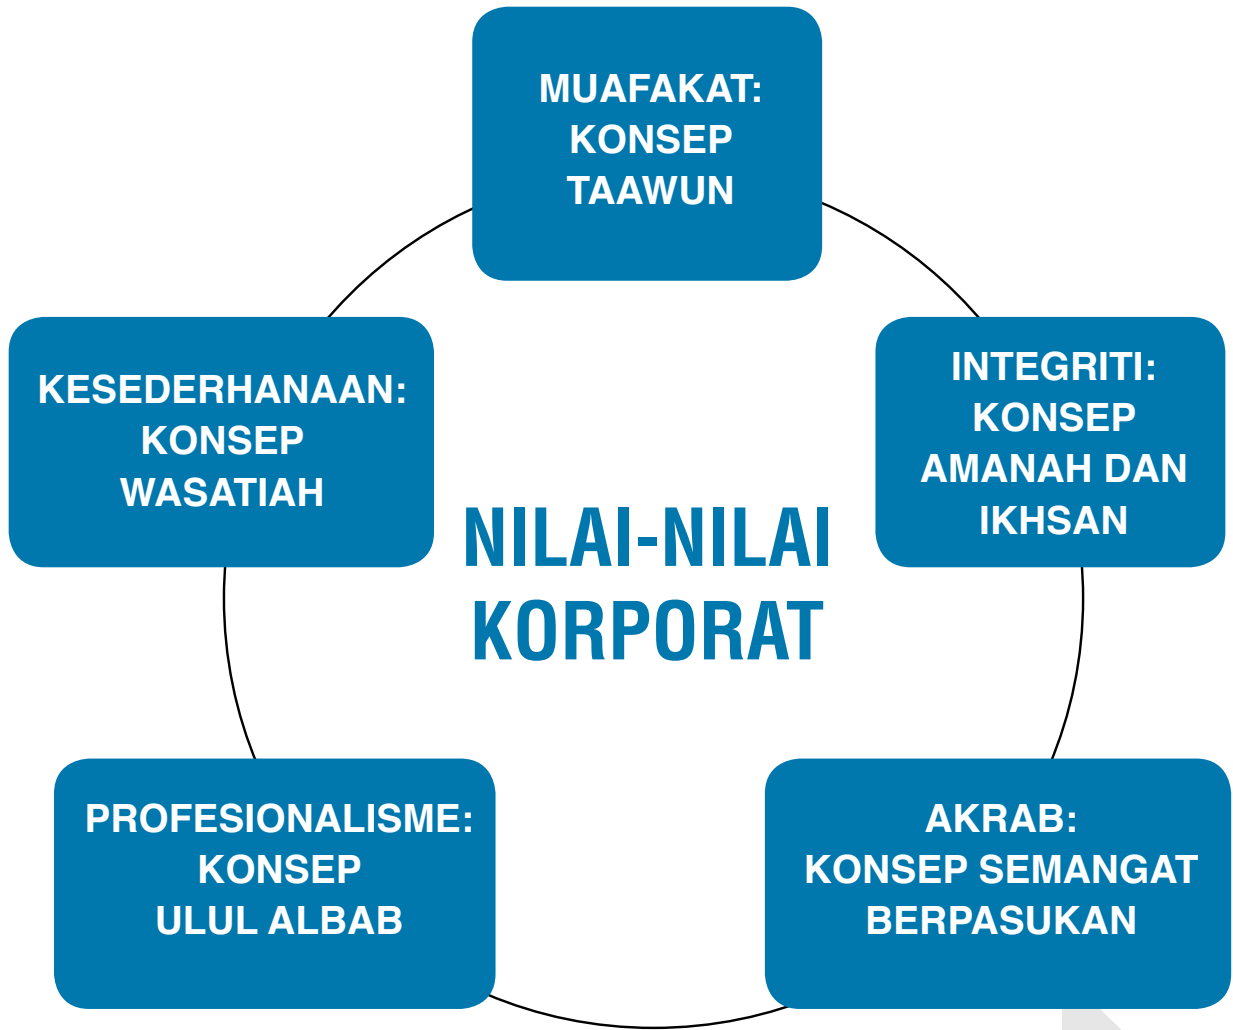 MUAFAKAT:
KONSEP
TAAWUN
INTEGRITI:
KONSEP
AMANAH DAN
IKHSAN
AKRAB:
KONSEP SEMANGAT
BERPASUKAN
PROFESIONALISME:
KONSEP
ULUL ALBAB
KESEDERHANAAN:
KONSEP
WASATIAH
NILAI-NILAI
KORPORAT